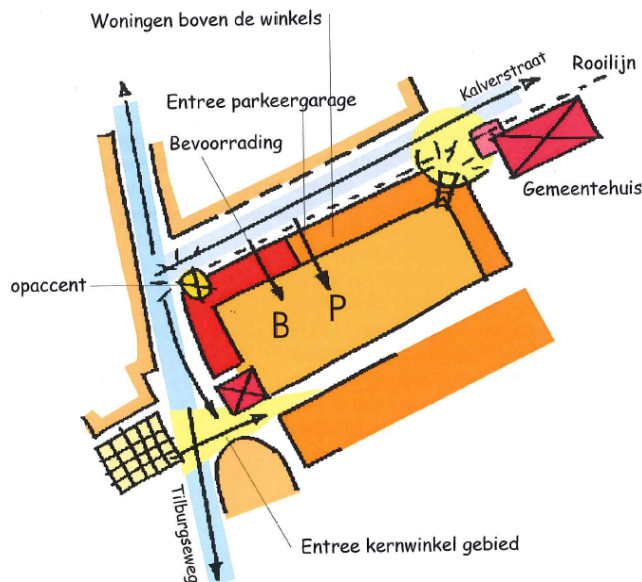 Woningen boven de winkels
Kalverstraat
Rooilijn
Entree parkeergarage
Bevoorrading
Gemeentehuis
opaccent
B
P
Tilburgseweg
Entree kernwinkel gebied